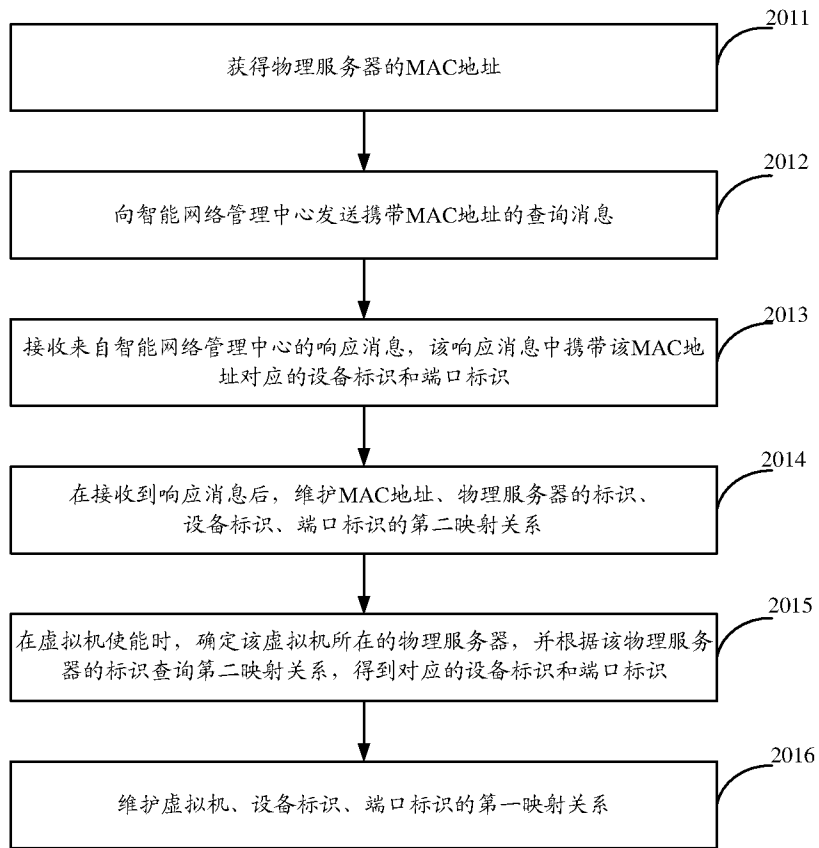 2011
获得物理服务器的MAC地址
2012
向智能网络管理中心发送携带MAC地址的查询消息
2013
接收来自智能网络管理中心的响应消息，该响应消息中携带该MAC地
址对应的设备标识和端口标识
2014
在接收到响应消息后，维护MAC地址、物理服务器的标识、
设备标识、端口标识的第二映射关系
2015
在虚拟机使能时，确定该虚拟机所在的物理服务器，并根据该物理服务
器的标识查询第二映射关系，得到对应的设备标识和端口标识
2016
维护虚拟机、设备标识、端口标识的第一映射关系